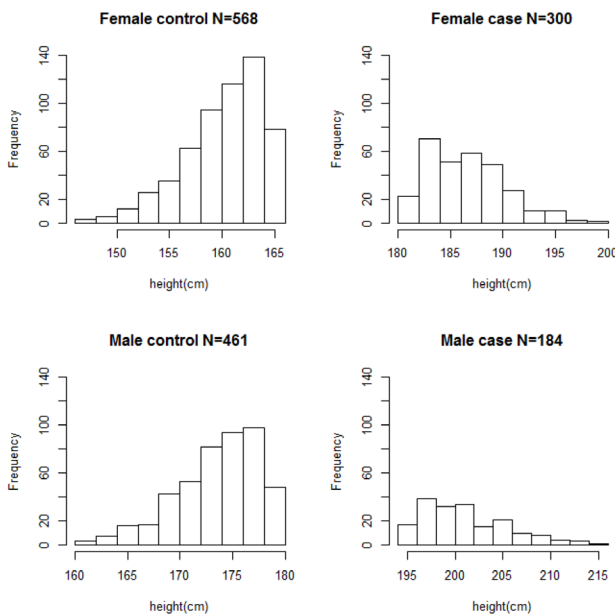 Female control N=568
Female case N=300
Frequency
0 20 60 100 140
150 155 160 165
height(cm)
Frequency
0 20 60 100 140
180 185 190 195 200
height(cm)
Male control N=461
Male case N=184
Frequency
0 20 60 100 140
160 165 170 175 180
height(cm)
Frequency
0 20 60 100 140
195 200 205 210 215
height(cm)